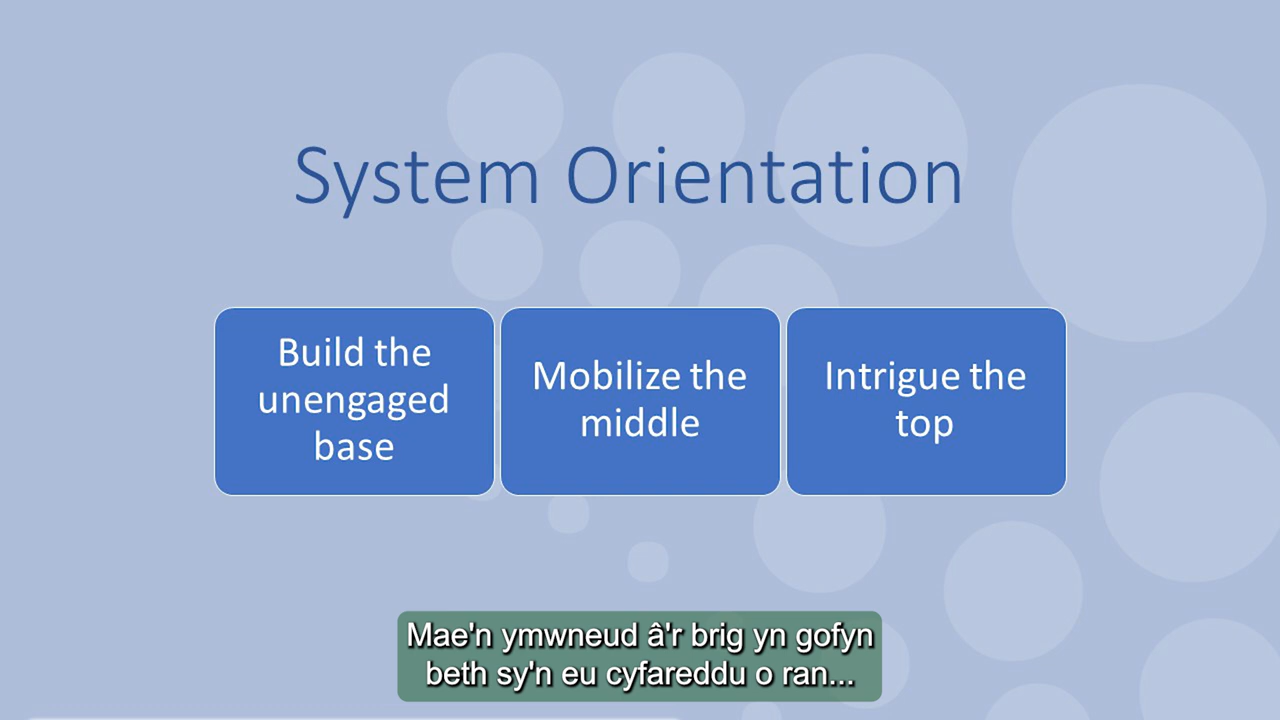 System Orientation
Build the
unengaged
base
Mobilize the
middle
Intrigue the
top
Mae'n ymwneud â'r brig yn gofyn
beth sy'n eu cyfareddu o ran...